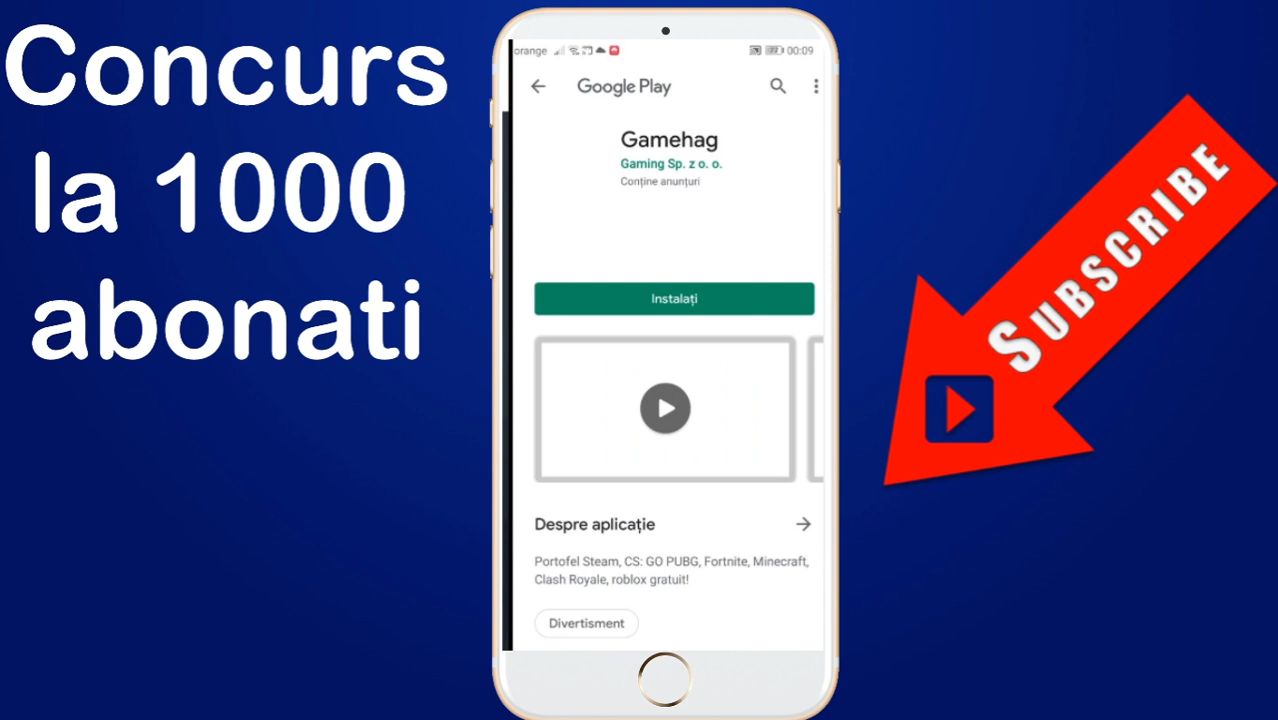 Concurs
la 1000
abonati
orange
00:09
Google Play
Gamehag
Gaming Sp. z o. o.
Conține anunțuri
Instalați
Despre aplicație
Portofel Steam, CS: GO PUBG, Fortnite, Minecraft,
Clash Royale, roblox gratuit!
Divertisment
SUBSCRIBE